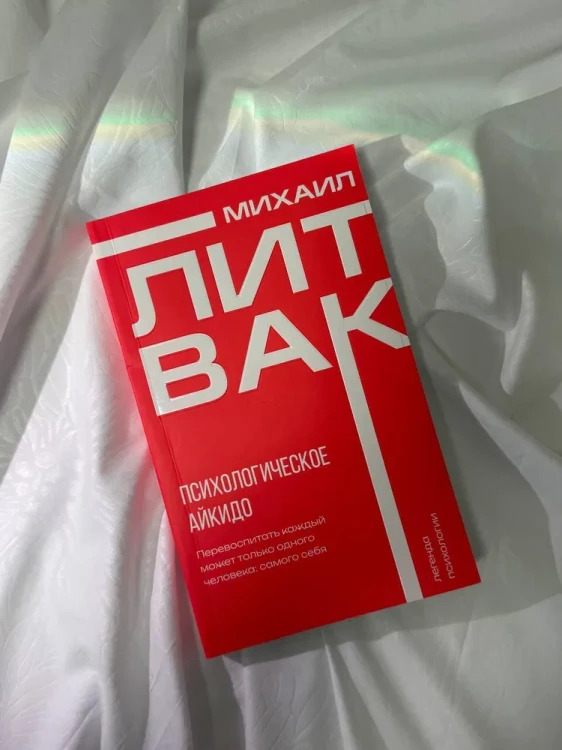 МИХАИЛ
ЛИТ
ВАК
ПСИХОЛОГИЧЕСКОЕ
АЙКИДО
Перевоспитать каждый
может только одного
человека: самого себя
легенда
психологии